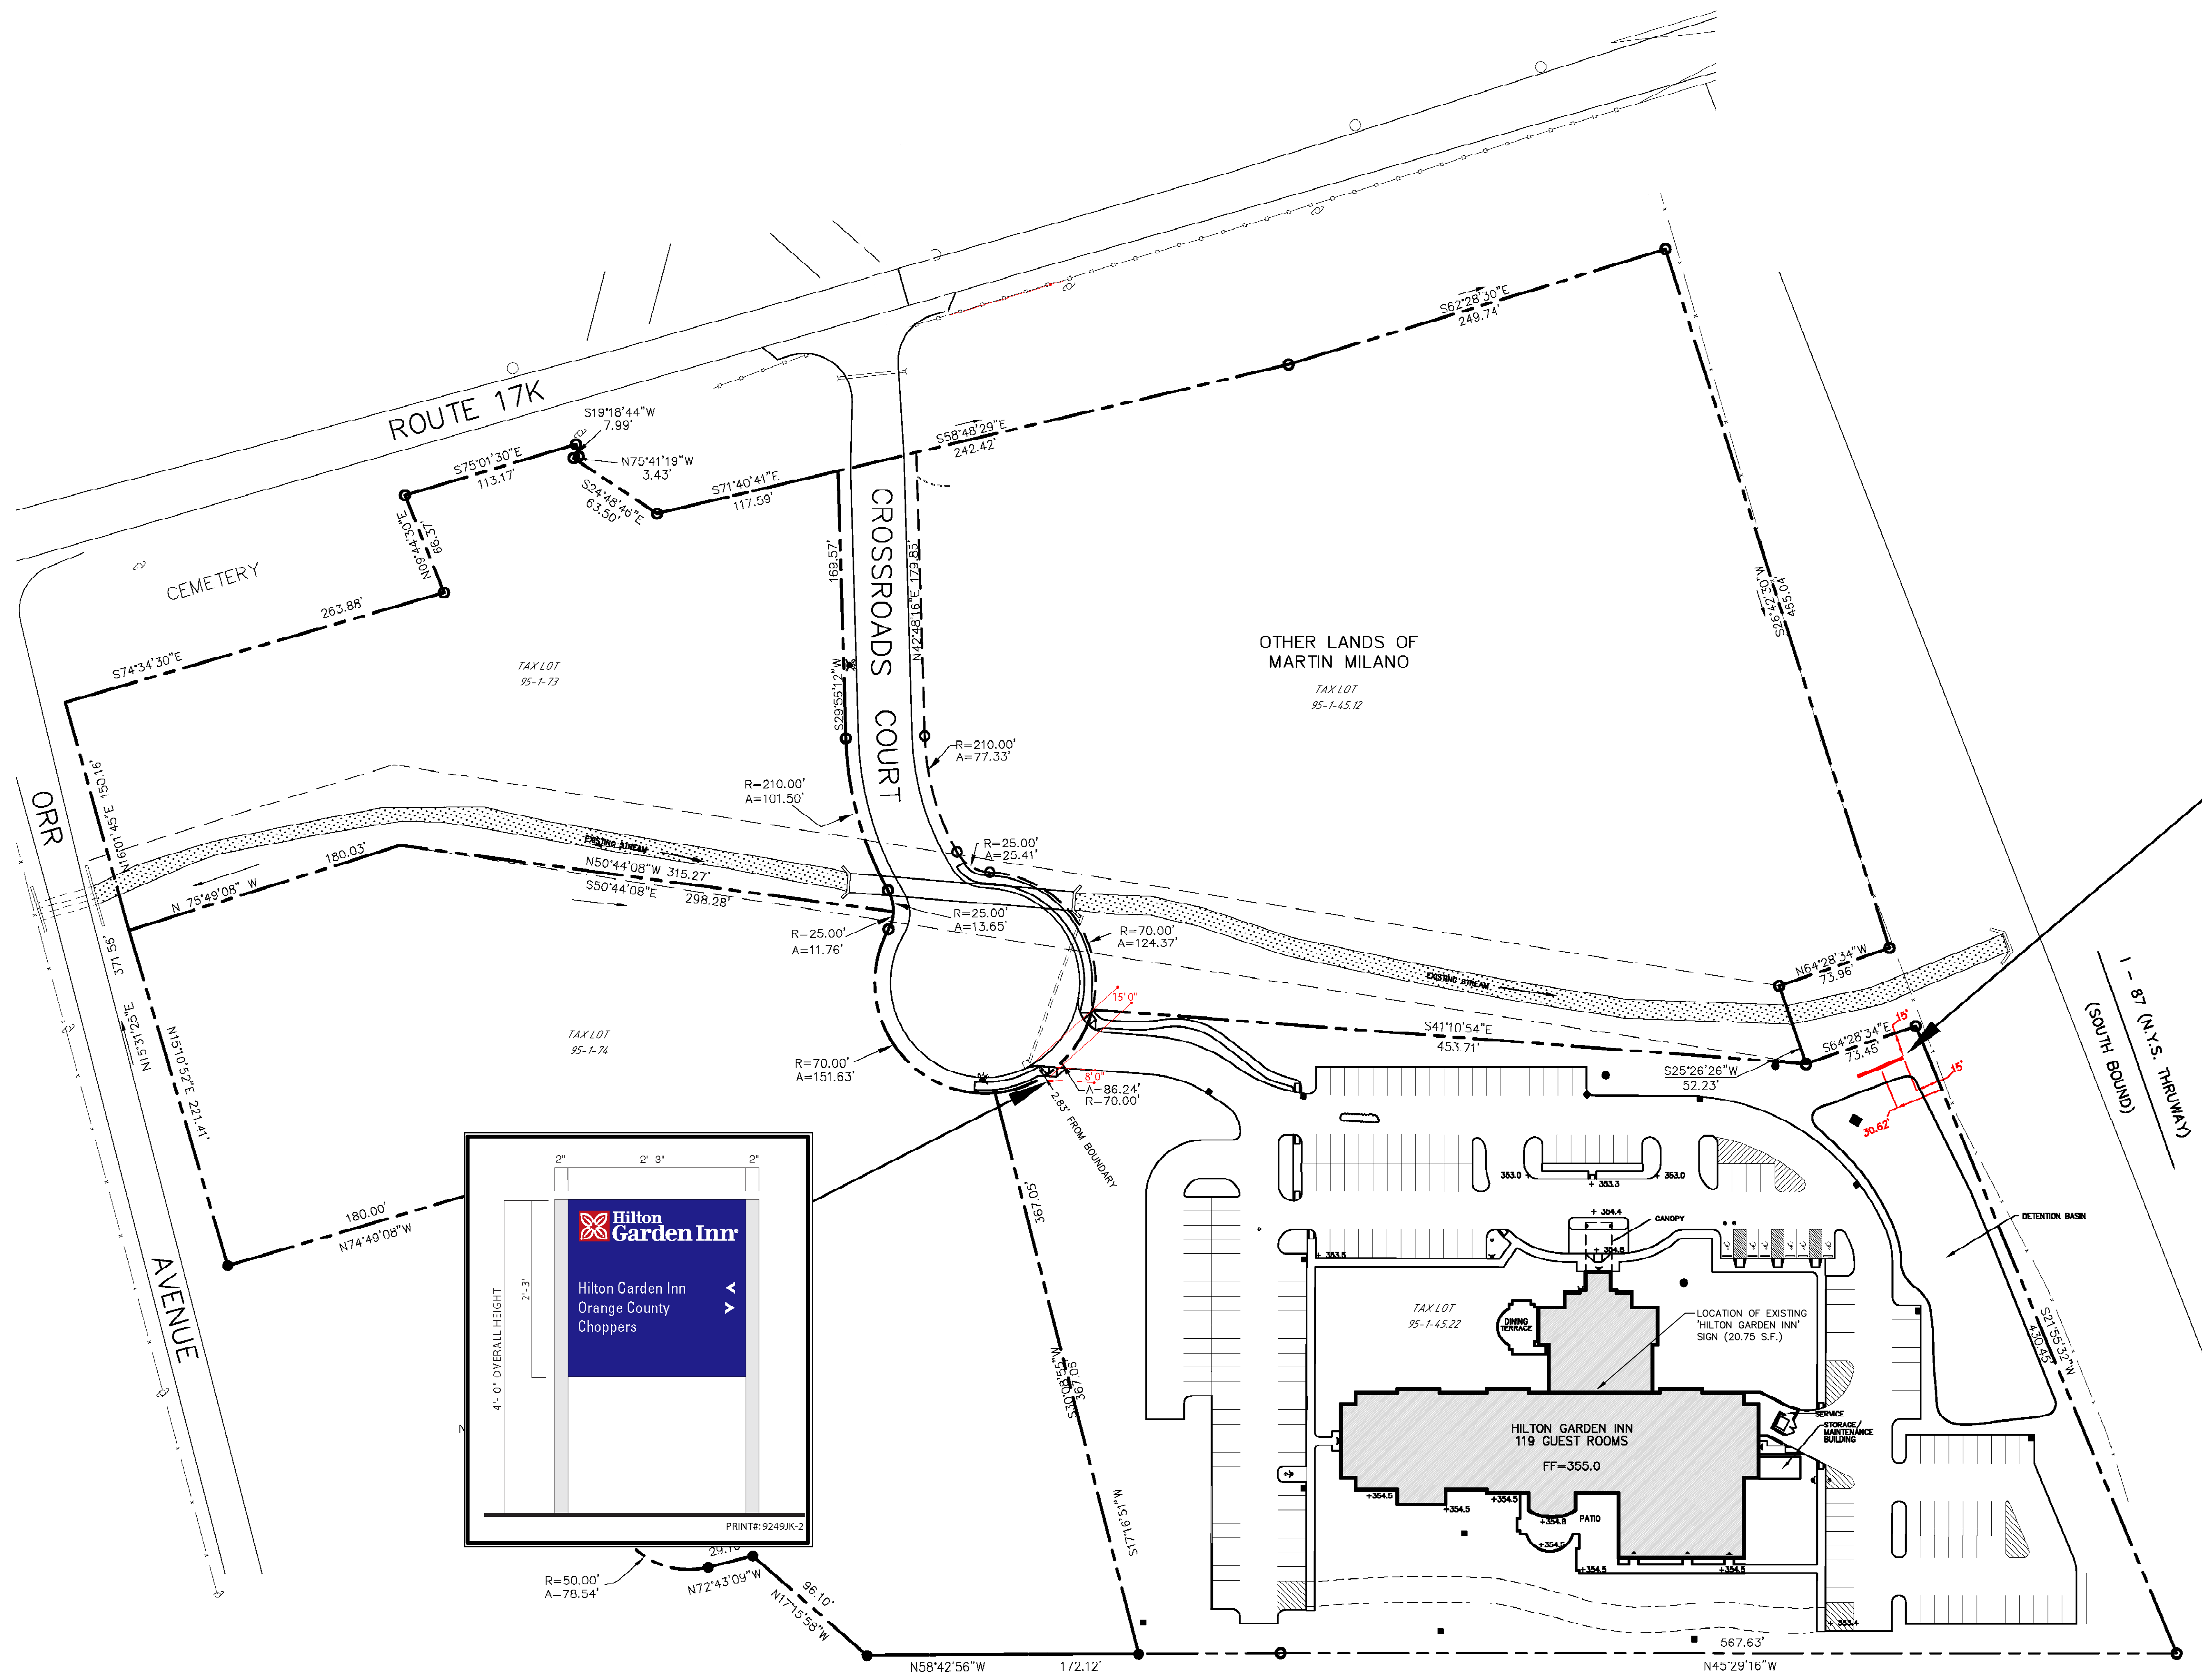 ROUTE 17K
S19°18'44"W
7.99'
N75°41'19"W
3.43'
S75°01'30"E
113.17'
S24°48'46"E
63.50'
S71°40'41"E
117.59'
S58°48'29"E
242.42'
S62°28'30"E
249.74'
N09°44'30"E
66.37'
CEMETERY
263.88'
S74°34'30"E
TAX LOT
95-1-73
169.57'
S29°55'12"W
CROSSROADS COURT
N42°48'16"E 179.85'
OTHER LANDS OF
MARTIN MILANO
TAX LOT
95-1-45.12
S26°42'30"W
465.04'
R=210.00'
A=77.33'
R-210.00'
A=101.50'
ORR
AVENUE
N16°01'45"E 150.16'
N 75°49'08" W
180.03'
EXISTING STREAM
N50°44'08"W 315.27'
S50°44'08"E
298.28'
R=25.00'
A=25.41'
R=25.00'
A=13.65'
R-25.00'
A=11.76'
R=70.00'
A=124.37'
EXISTING STREAM
N64°28'34"W
73.96'
S64°28'34"E
73.45'
S41°10'54"E
453.71'
S25°26'26"W
52.23'
15'
15'
30.62'
I - 87 (N.Y.S. THRUWAY)
(SOUTH BOUND)
371.56'
N15°31'25"E
N15°10'52"E 221.41'
TAX LOT
95-1-74
R=70.00'
A=151.63'
15'0"
8'0"
A-86.24'
R-70.00'
2.83' FROM BOUNDARY
180.00'
N74°49'08"W
2"
2'-3"
2"
4'-0" OVERALL HEIGHT
2'-3'
Hilton
Garden Inn
Hilton Garden Inn <
Orange County >
Choppers
PRINT#:9249JK-2
N
367.05'
S30°08'52"W
367.05
S17°16'51"W
353.0 +
+ 353.3
+ 353.0
+ 354.4
CANOPY
+ 354.8
+ 353.5
DETENTION BASIN
TAX LOT
95-1-45.22
DINING
TERRACE
LOCATION OF EXISTING
'HILTON GARDEN INN'
SIGN (20.75 S.F.)
HILTON GARDEN INN
119 GUEST ROOMS
FF-355.0
SERVICE
STORAGE/
MAINTENANCE
BUILDING
S21°55'32"W
430.45'
+354.5
+354.5
+354.5
+354.8
PATIO
+354.5
+354.5
+354.5
+ 353.4
R=50.00'
A-78.54'
N72°43'09"W
96.10'
N17°15'58"W
N58°42'56"W
172.12'
567.63'
N45°29'16"W